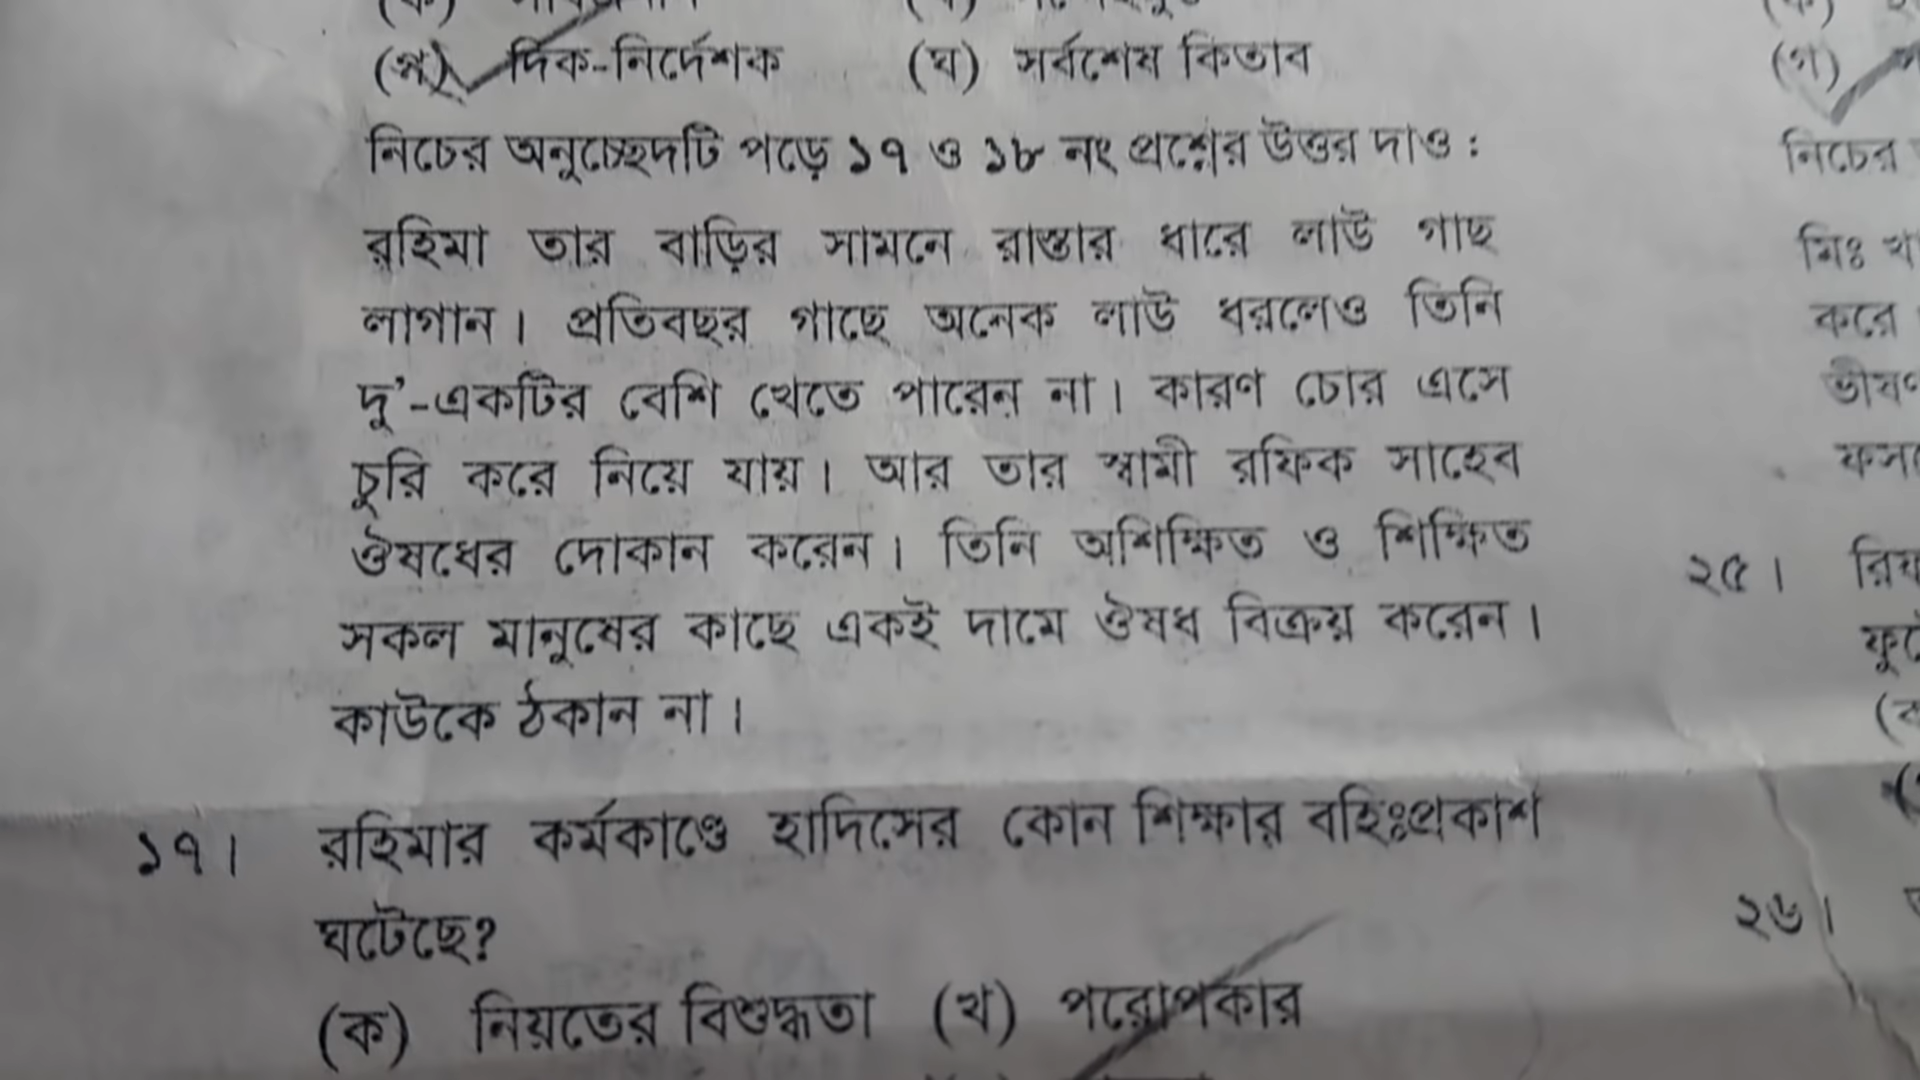 (গ) দিক-নির্দেশক (ঘ) সর্বশেষ কিতাব
নিচের অনুচ্ছেদটি পড়ে ১৭ ও ১৮ নং প্রশ্নের উত্তর দাও :
রহিমা তার বাড়ির সামনে রাস্তার ধারে লাউ গাছ
লাগান। প্রতিবছর গাছে অনেক লাউ ধরলেও তিনি
দু'-একটির বেশি খেতে পারেন না। কারণ চোর এসে
চুরি করে নিয়ে যায়। আর তার স্বামী রফিক সাহেব
ঔষধের দোকান করেন। তিনি অশিক্ষিত ও শিক্ষিত
সকল মানুষের কাছে একই দামে ঔষধ বিক্রয় করেন।
কাউকে ঠকান না।
১৭। রহিমার কর্মকাণ্ডে হাদিসের কোন শিক্ষার বহিঃপ্রকাশ
ঘটেছে?
(ক) নিয়তের বিশুদ্ধতা (খ) পরোপকার
(গ)
নিচের
মিঃ
করে
২৫।
২৬।